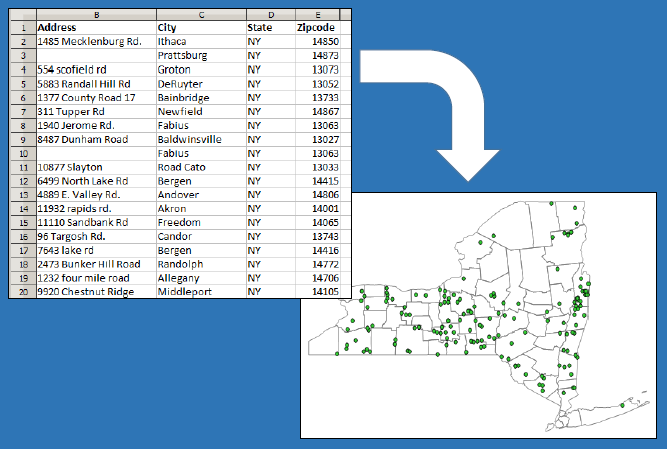 B C D E
1 Address City State Zipcode
2 1485 Mecklenburg Rd. Ithaca NY 14850
3 Prattsburg NY 14873
4 554 scofield rd Groton NY 13073
5 5883 Randall Hill Rd DeRuyter NY 13052
6 1377 County Road 17 Bainbridge NY 13733
7 311 Tupper Rd Newfield NY 14867
8 1940 Jerome Rd. Fabius NY 13063
9 8487 Dunham Road Baldwinsville NY 13027
10 Fabius NY 13063
11 10877 Slayton Road Cato NY 13033
12 6499 North Lake Rd Bergen NY 14415
13 4889 E. Valley Rd. Andover NY 14806
14 11932 rapids rd. Akron NY 14001
15 11110 Sandbank Rd Freedom NY 14065
16 96 Targosh Rd. Candor NY 13743
17 7643 lake rd Bergen NY 14416
18 2473 Bunker Hill Road Randolph NY 14772
19 1232 four mile road Allegany NY 14706
20 9920 Chestnut Ridge Middleport NY 14105